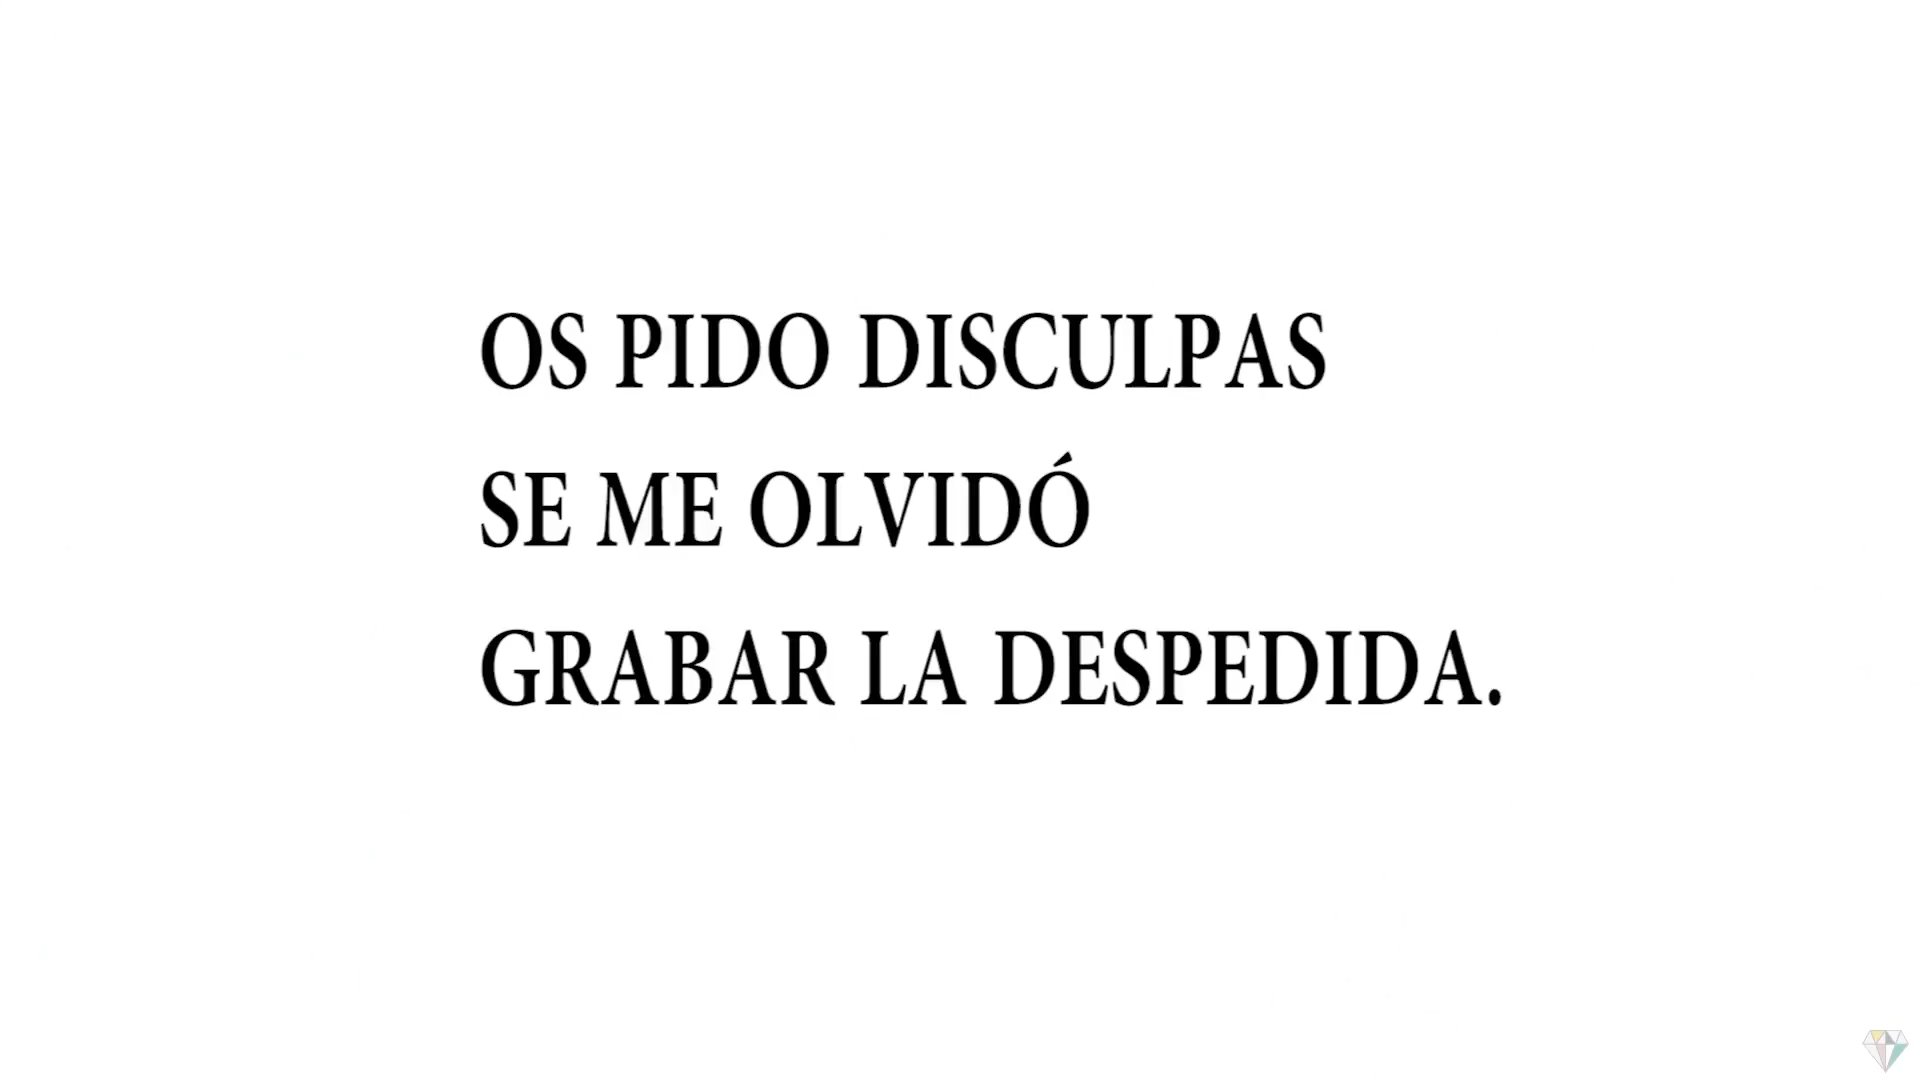 OS PIDO DISCULPAS
SE ME OLVIDÓ
GRABAR LA DESPEDIDA.